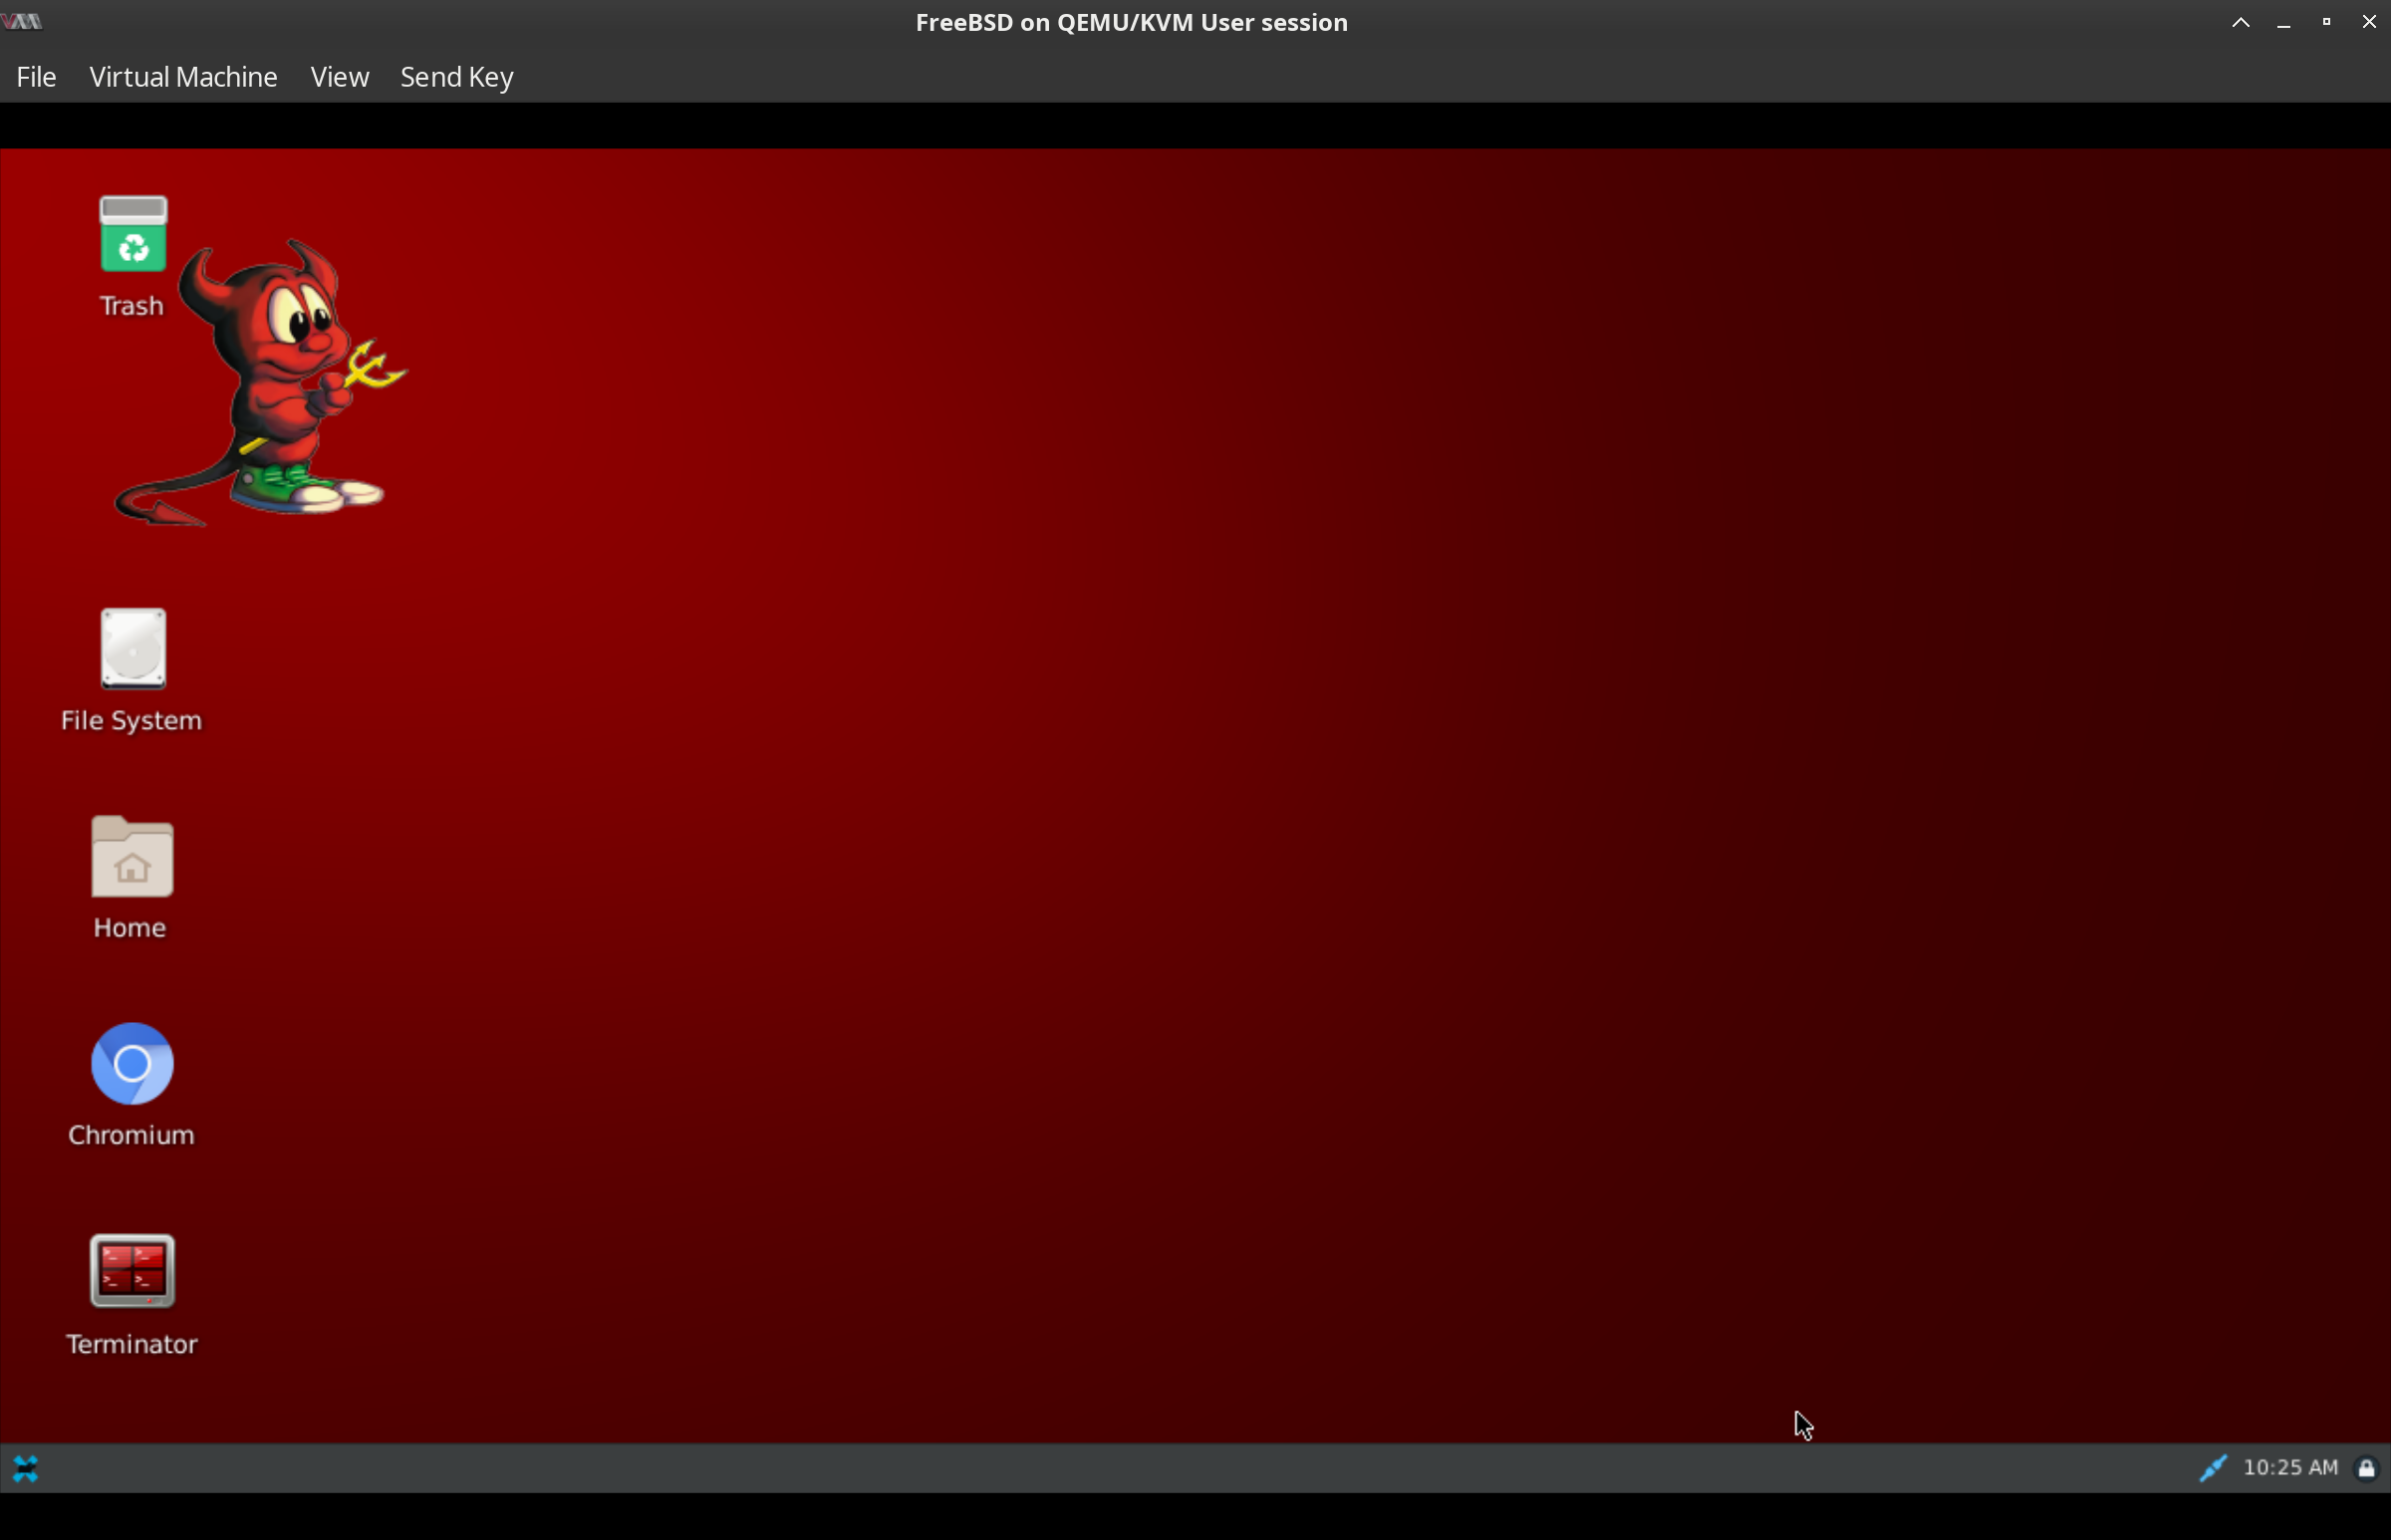 FreeBSD on QEMU/KVM User session
File Virtual Machine View Send Key
Trash
File System
Home
Chromium
Terminator
10:25 AM